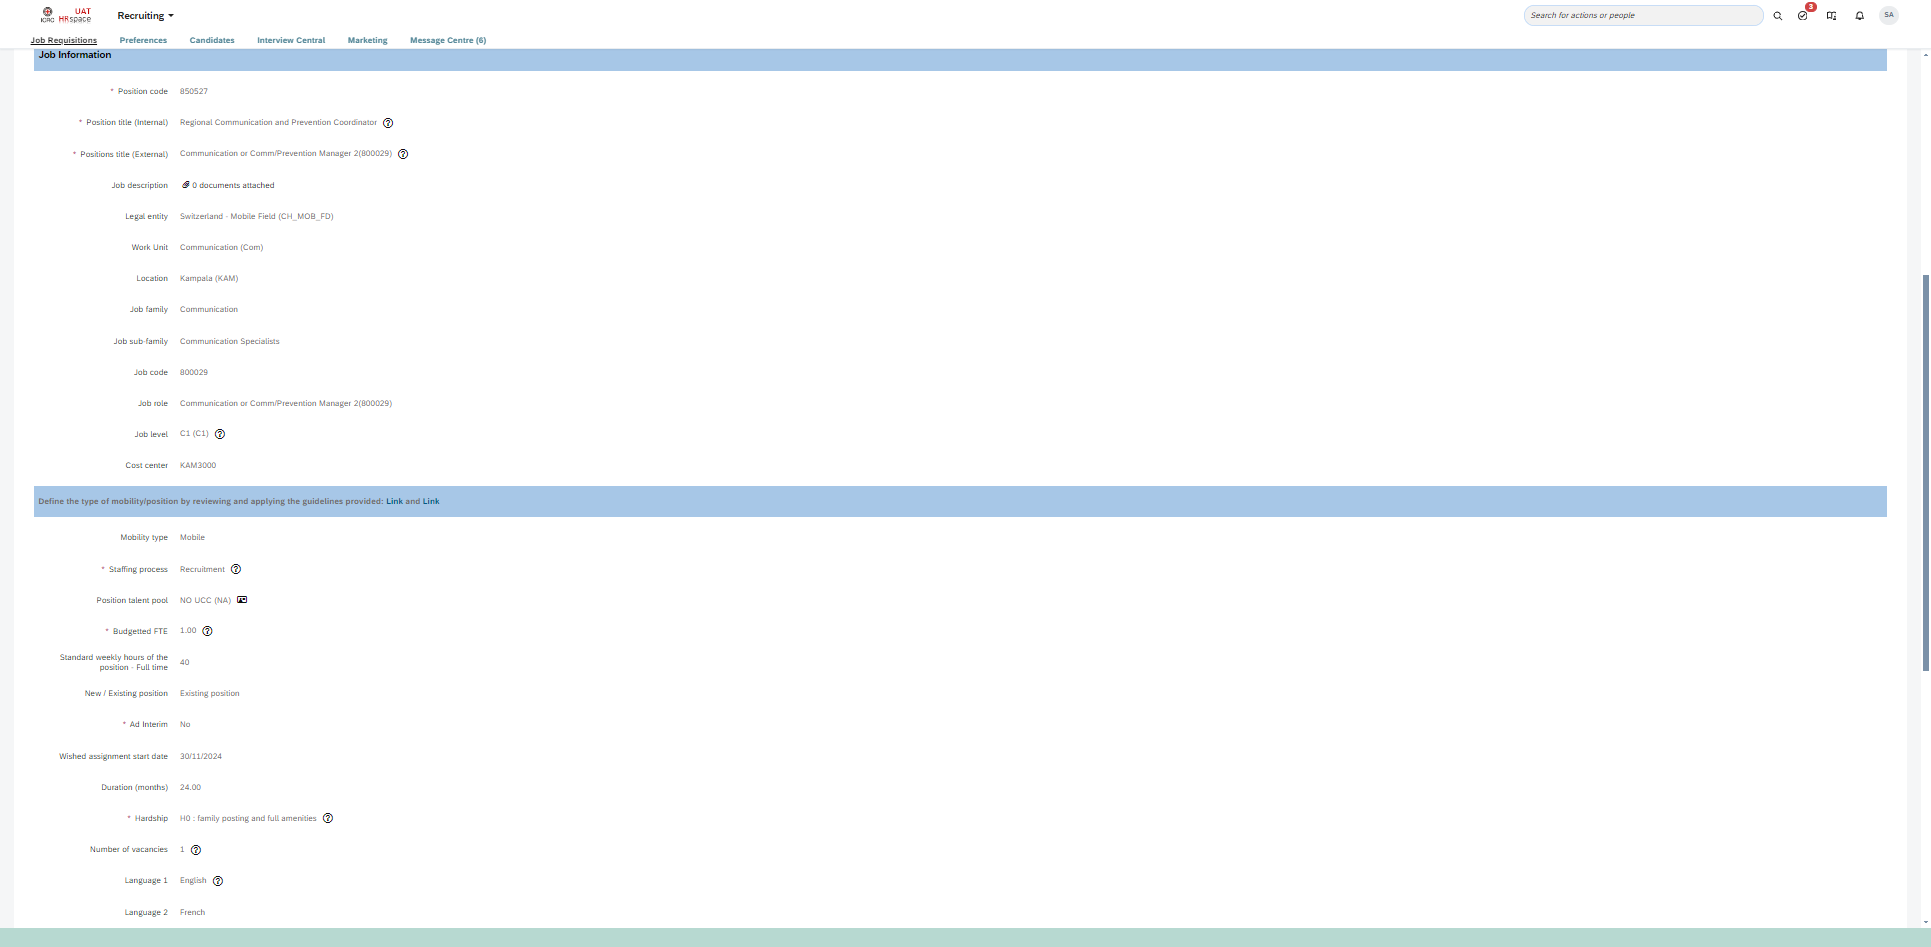 ICRC
UAT
HRspace
Recruiting
Search for actions or people
3
SA
Job Requisitions
Preferences
Candidates
Interview Central
Marketing
Message Centre (6)
Job Information
* Position code 850527
* Position title (Internal) Regional Communication and Prevention Coordinator ?
* Positions title (External) Communication or Comm/Prevention Manager 2(800029) ?
Job description 0 documents attached
Legal entity Switzerland - Mobile Field (CH_MOB_FD)
Work Unit Communication (Com)
Location Kampala (KAM)
Job family Communication
Job sub-family Communication Specialists
Job code 800029
Job role Communication or Comm/Prevention Manager 2(800029)
Job level C1 (C1) ?
Cost center KAM3000
Define the type of mobility/position by reviewing and applying the guidelines provided: Link and Link
Mobility type Mobile
* Staffing process Recruitment ?
Position talent pool NO UCC (NA)
* Budgetted FTE 1.00 ?
Standard weekly hours of the
position - Full time 40
New / Existing position Existing position
* Ad Interim No
Wished assignment start date 30/11/2024
Duration (months) 24.00
* Hardship H0 : family posting and full amenities ?
Number of vacancies 1 ?
Language 1 English ?
Language 2 French